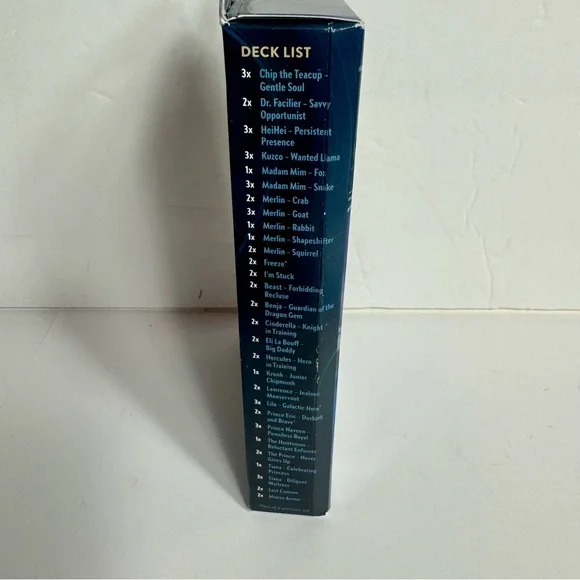 DECK LIST
3x Chip the Teacup –
Gentle Soul
2x Dr. Facilier – Savvy
Opportunist
3x HeiHei – Persistent
Presence
3x Kuzco – Wanted Llama
1x Madam Mim – Fox
3x Madam Mim – Snake
2x Merlin – Crab
3x Merlin – Goat
1x Merlin – Rabbit
1x Merlin – Shapeshifter
2x Merlin – Squirrel
2x Freeze*
2x I'm Stuck
2x Beast – Forbidding
Recluse
2x Benja – Guardian of the
Dragon Gem
2x Cinderella – Knight
in Training
2x Eli La Bouff –
Big Daddy
2x Hercules – Hero
in Training
1x Kronk – Junior
Chipmunk
2x Lawrence – Jealous
Manservant
3x Lilo – Galactic Hero*
2x Prince Eric – Dashing
and Brave*
3x Prince Naveen –
Penniless Royal
1x The Huntsman –
Reluctant Enforcer
2x The Prince – Never
Gives Up
1x Tiana – Celebrating
Princess
3x Tiana – Diligent
Waitress
2x Last Cannon
2x Mouse Armor